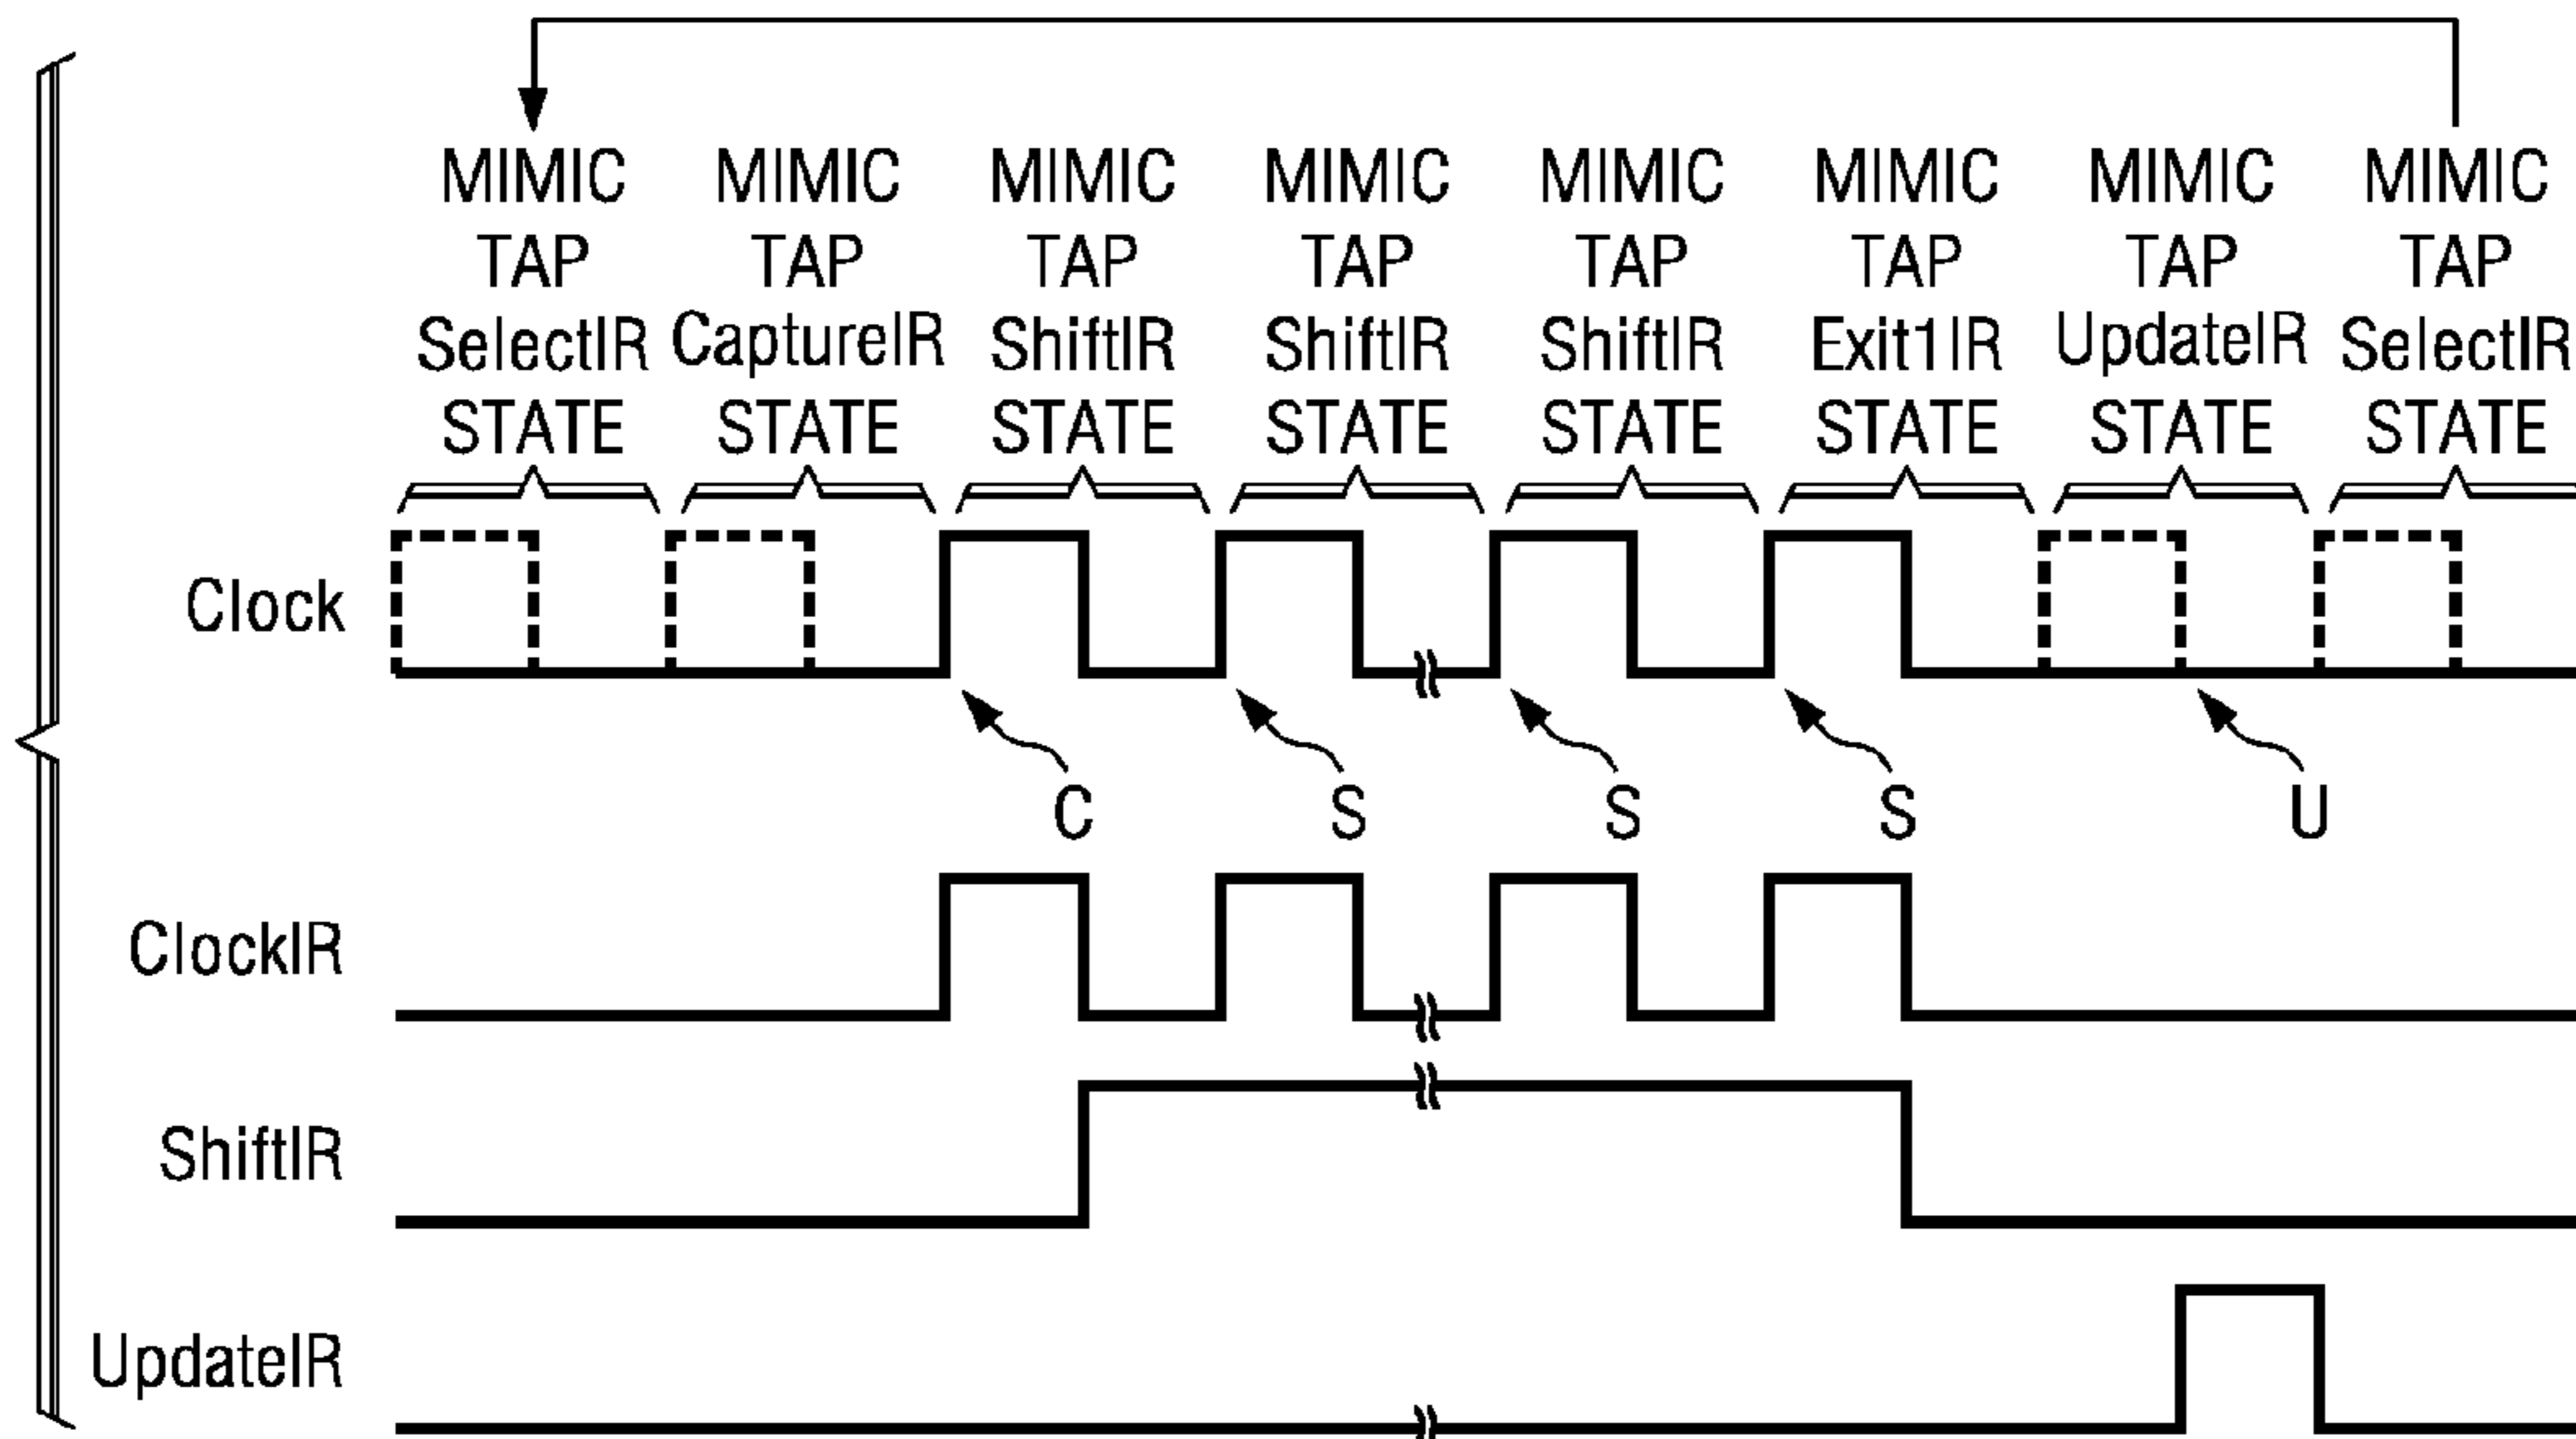 MIMIC MIMIC MIMIC MIMIC MIMIC MIMIC MIMIC MIMIC
TAP TAP TAP TAP TAP TAP TAP TAP
SelectIR CaptureIR ShiftIR ShiftIR ShiftIR Exit1IR UpdateIR SelectIR
STATE STATE STATE STATE STATE STATE STATE STATE
Clock
C S S S U
ClockIR
ShiftIR
UpdateIR